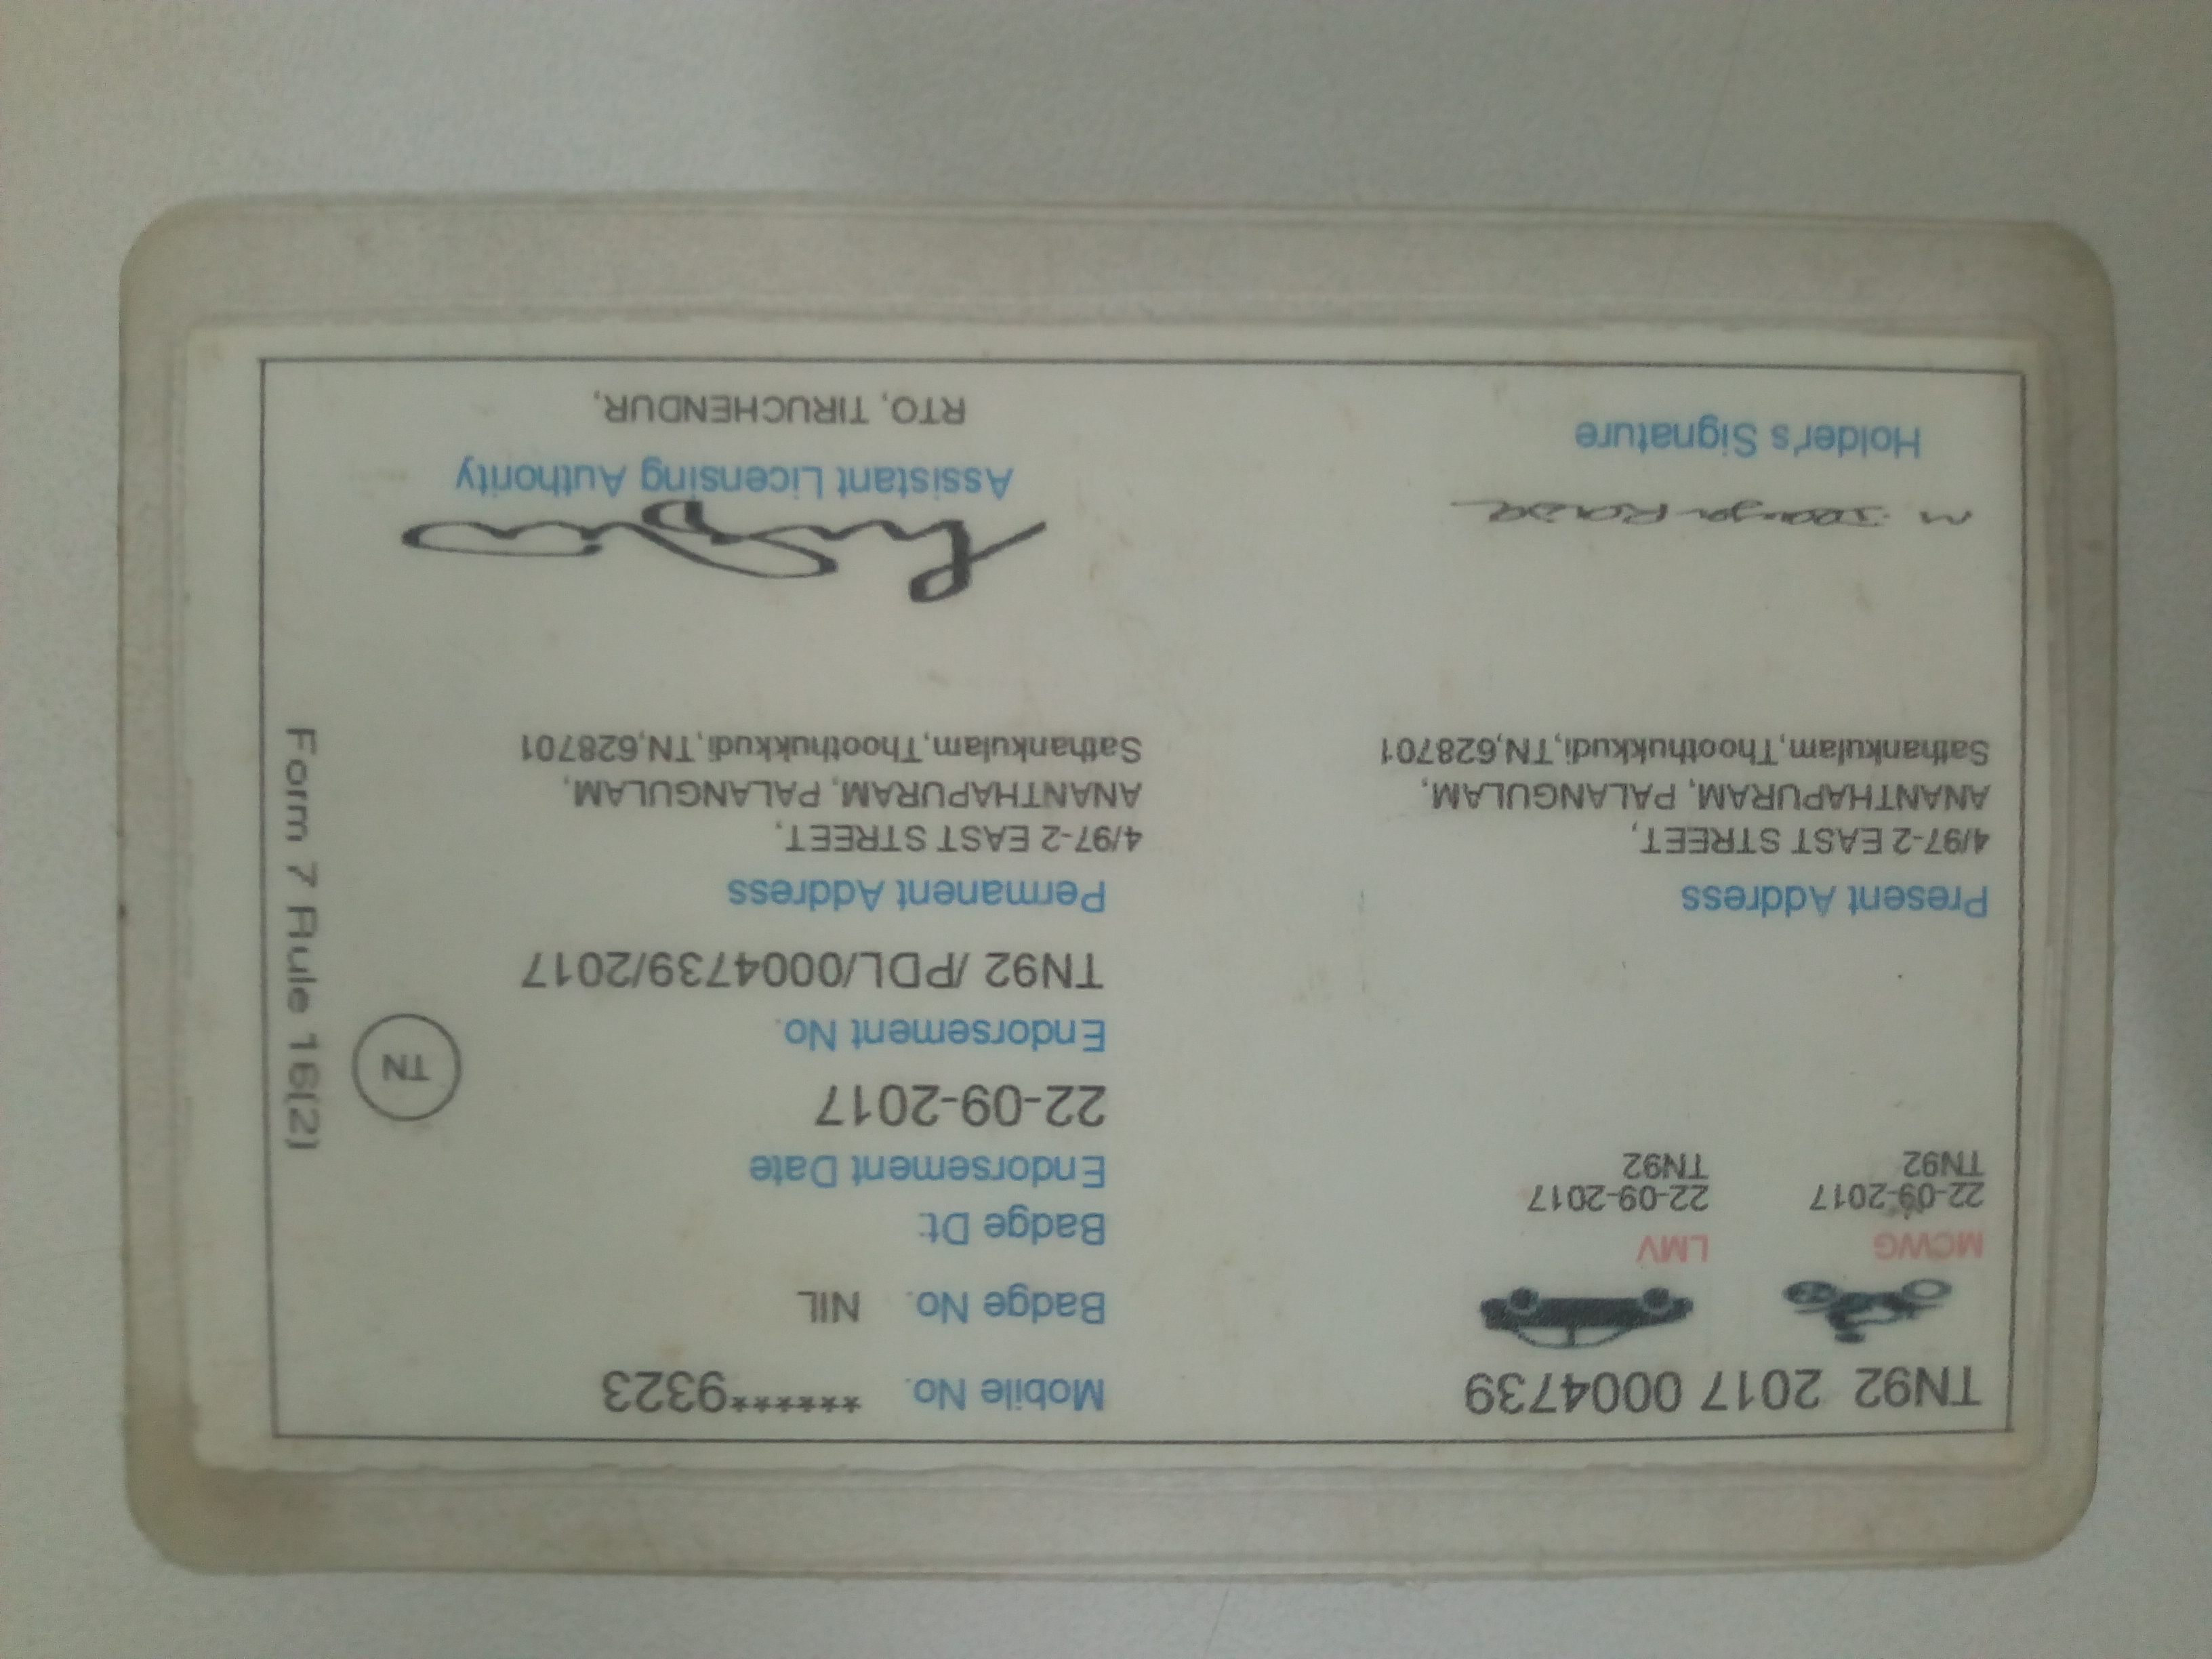 TN92 2017 0004739
MCWG
22-09-2017
TN92
LMV
22-09-2017
TN92
Present Address
4/97-2 EAST STREET,
ANANTHAPURAM, PALANGULAM,
Sathankulam,Thoothukkudi,TN,628701
Holder's Signature
Mobile No. ******9323
Badge No. NIL
Badge Dt:
Endorsement Date
22-09-2017
Endorsement No.
TN92 /PDL/0004739/2017
Permanent Address
4/97-2 EAST STREET,
ANANTHAPURAM, PALANGULAM,
Sathankulam,Thoothukkudi,TN,628701
Assistant Licensing Authority
RTO, TIRUCHENDUR,
TN
Form 7 Rule 16(2)